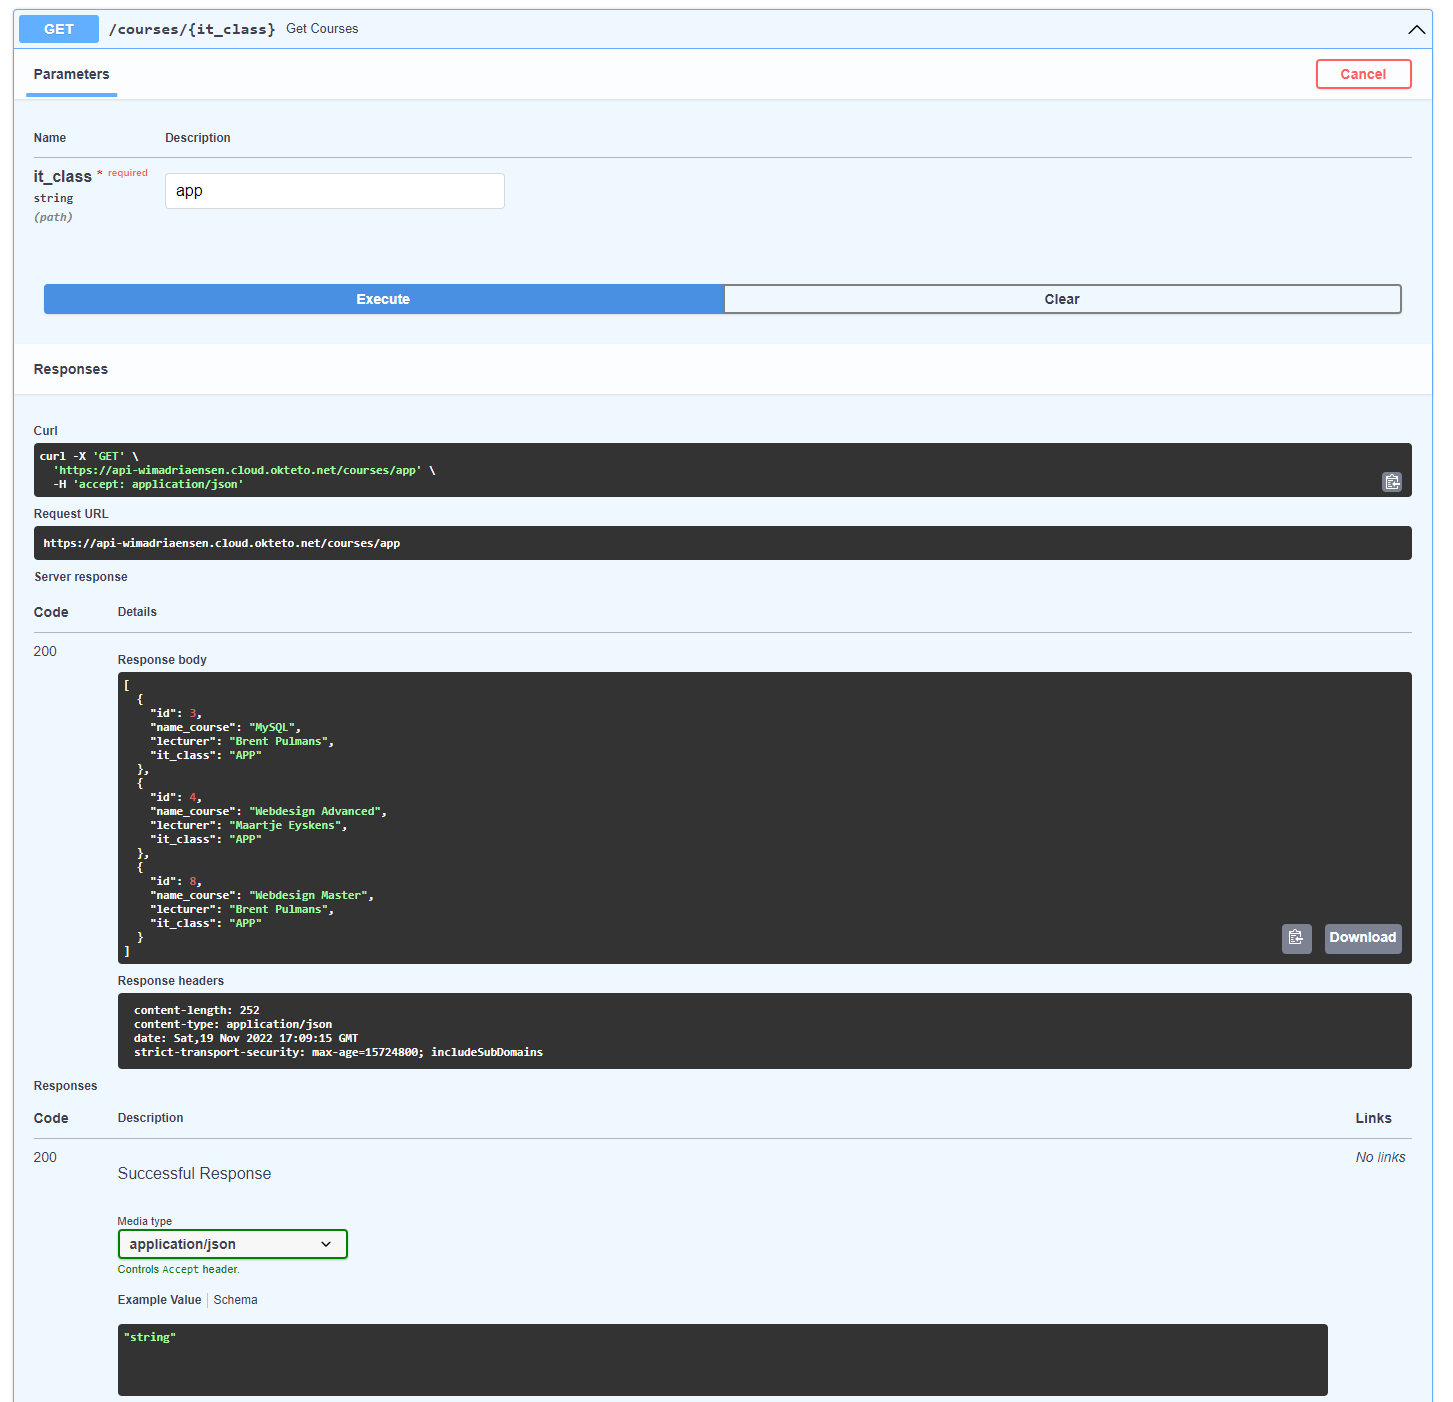 GET /courses/{it_class} Get Courses
Parameters Cancel
Name Description
it_class * required app
string
(path)
Execute Clear
Responses
Curl
curl -X 'GET' \
'https://api-wimadriaensen.cloud.okteto.net/courses/app' \
-H 'accept: application/json'
Request URL
https://api-wimadriaensen.cloud.okteto.net/courses/app
Server response
Code Details
200
Response body
[
{
"id": 3,
"name_course": "MySQL",
"lecturer": "Brent Pulmans",
"it_class": "APP"
},
{
"id": 4,
"name_course": "Webdesign Advanced",
"lecturer": "Maartje Eyskens",
"it_class": "APP"
},
{
"id": 8,
"name_course": "Webdesign Master",
"lecturer": "Brent Pulmans",
"it_class": "APP"
}
]
Download
Response headers
content-length: 252
content-type: application/json
date: Sat,19 Nov 2022 17:09:15 GMT
strict-transport-security: max-age=15724800; includeSubDomains
Responses
Code Description Links
200 No links
Successful Response
Media type
application/json
Controls Accept header.
Example Value Schema
"string"